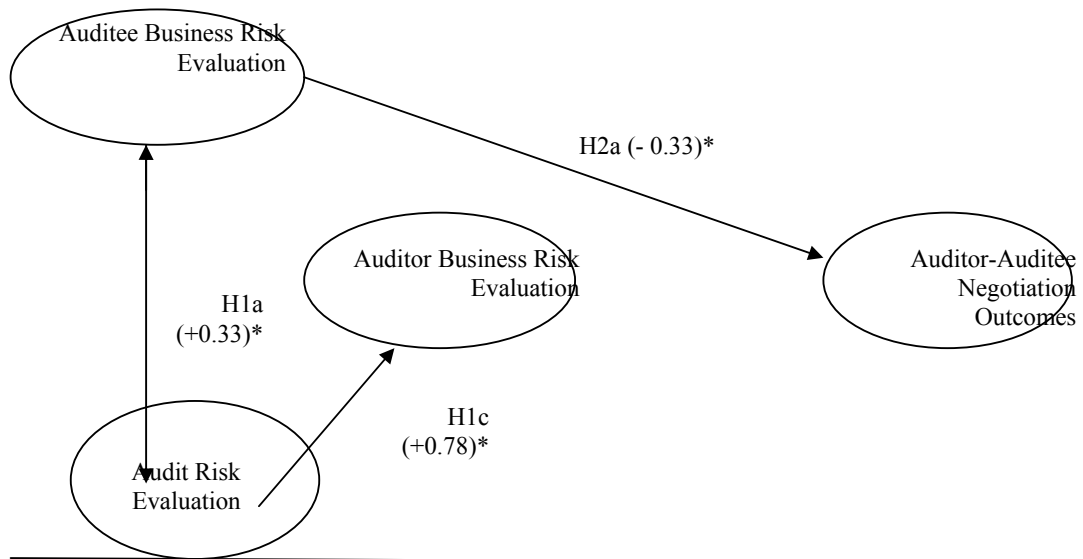 Auditee Business Risk
Evaluation
H2a (- 0.33)*
Auditor Business Risk
Evaluation
Auditor-Auditee
Negotiation
Outcomes
H1a
(+0.33)*
H1c
(+0.78)*
Audit Risk
Evaluation